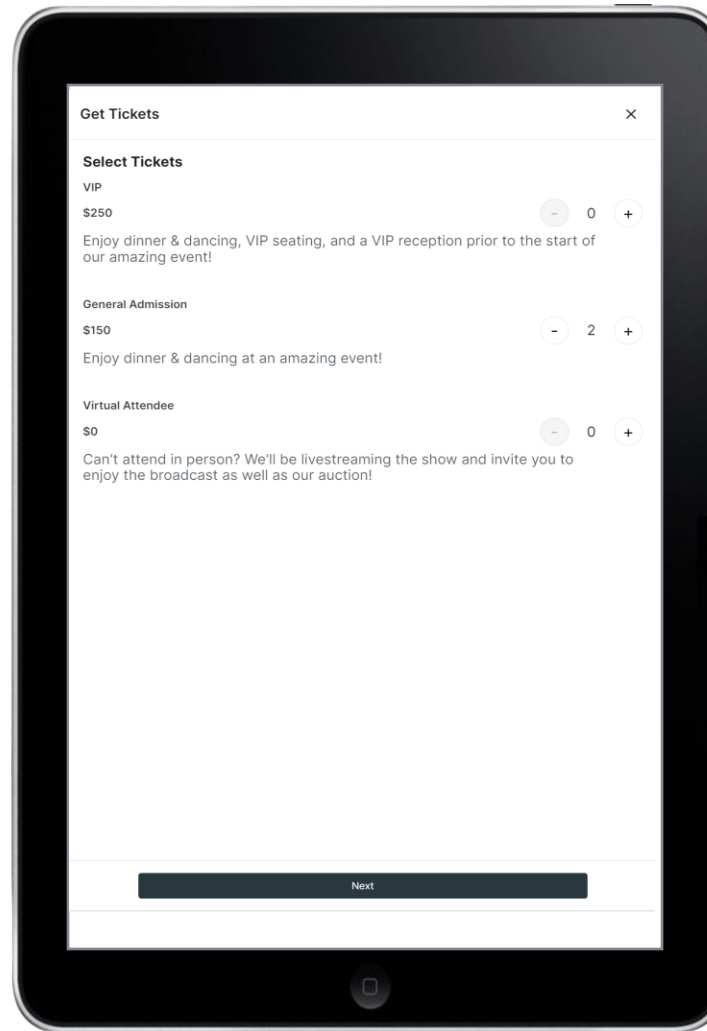 Get Tickets ×
Select Tickets
VIP
$250 - 0 +
Enjoy dinner & dancing, VIP seating, and a VIP reception prior to the start of
our amazing event!
General Admission
$150 - 2 +
Enjoy dinner & dancing at an amazing event!
Virtual Attendee
$0 - 0 +
Can't attend in person? We'll be livestreaming the show and invite you to
enjoy the broadcast as well as our auction!
Next